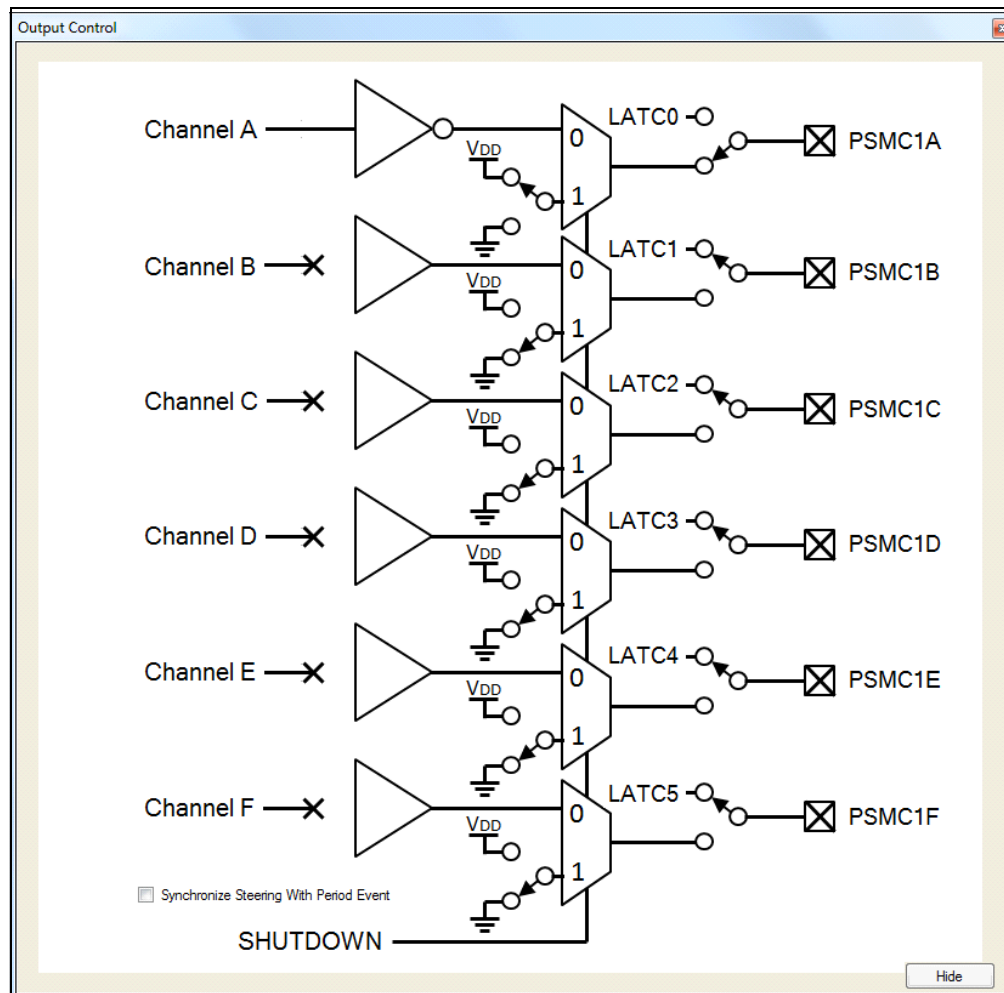 Output Control
Channel A
VDD
0
1
LATC0
PSMC1A
Channel B
VDD
0
1
LATC1
PSMC1B
Channel C
VDD
0
1
LATC2
PSMC1C
Channel D
VDD
0
1
LATC3
PSMC1D
Channel E
VDD
0
1
LATC4
PSMC1E
Channel F
VDD
0
1
LATC5
PSMC1F
Synchronize Steering With Period Event
SHUTDOWN
Hide